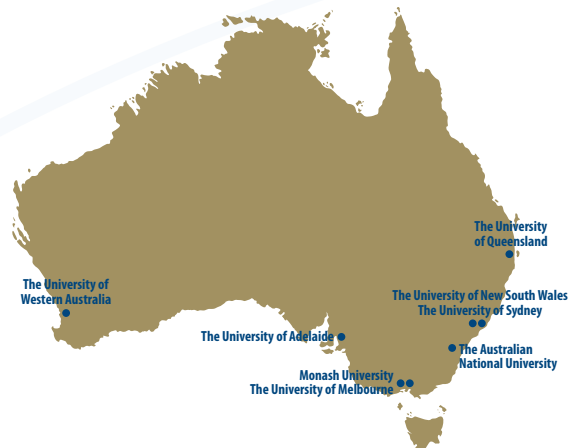 The University
of Queensland
The University of
Western Australia
The University of New South Wales
The University of Sydney
The University of Adelaide
The Australian
National University
Monash University
The University of Melbourne